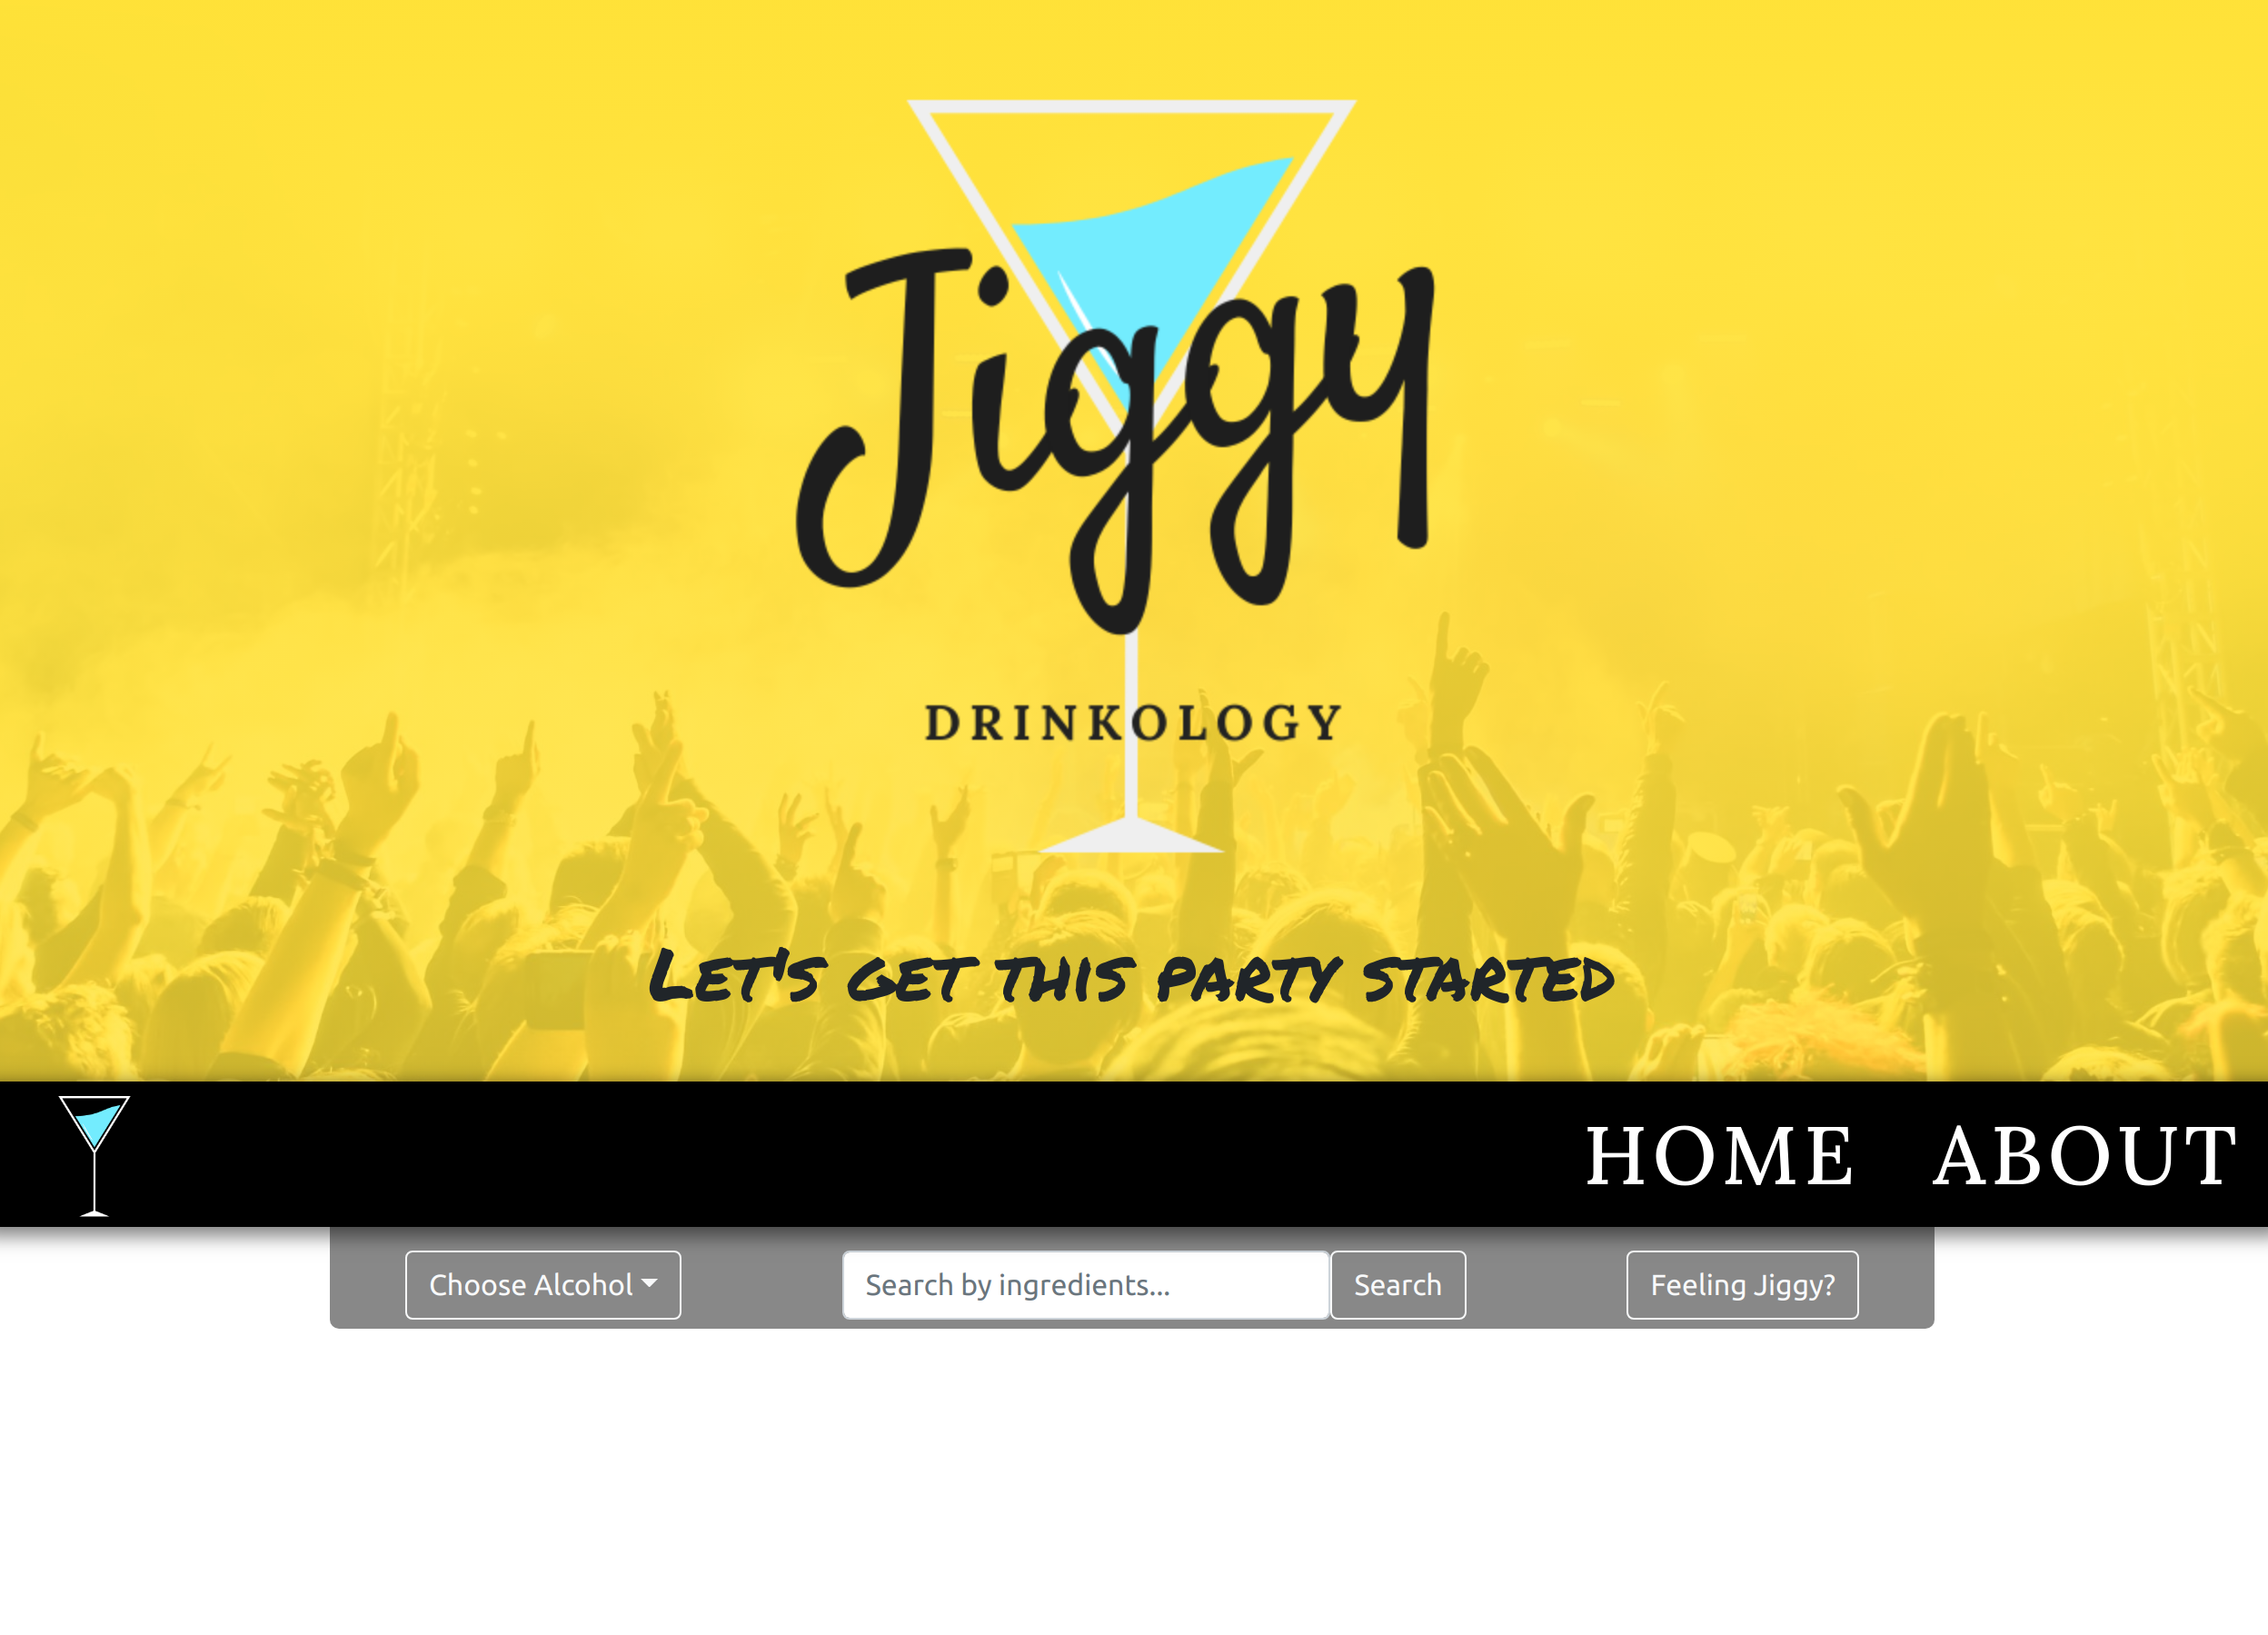 Jiggy
DRINKOLOGY
Let's get this party started
HOME ABOUT
Choose Alcohol Search by ingredients... Search Feeling Jiggy?